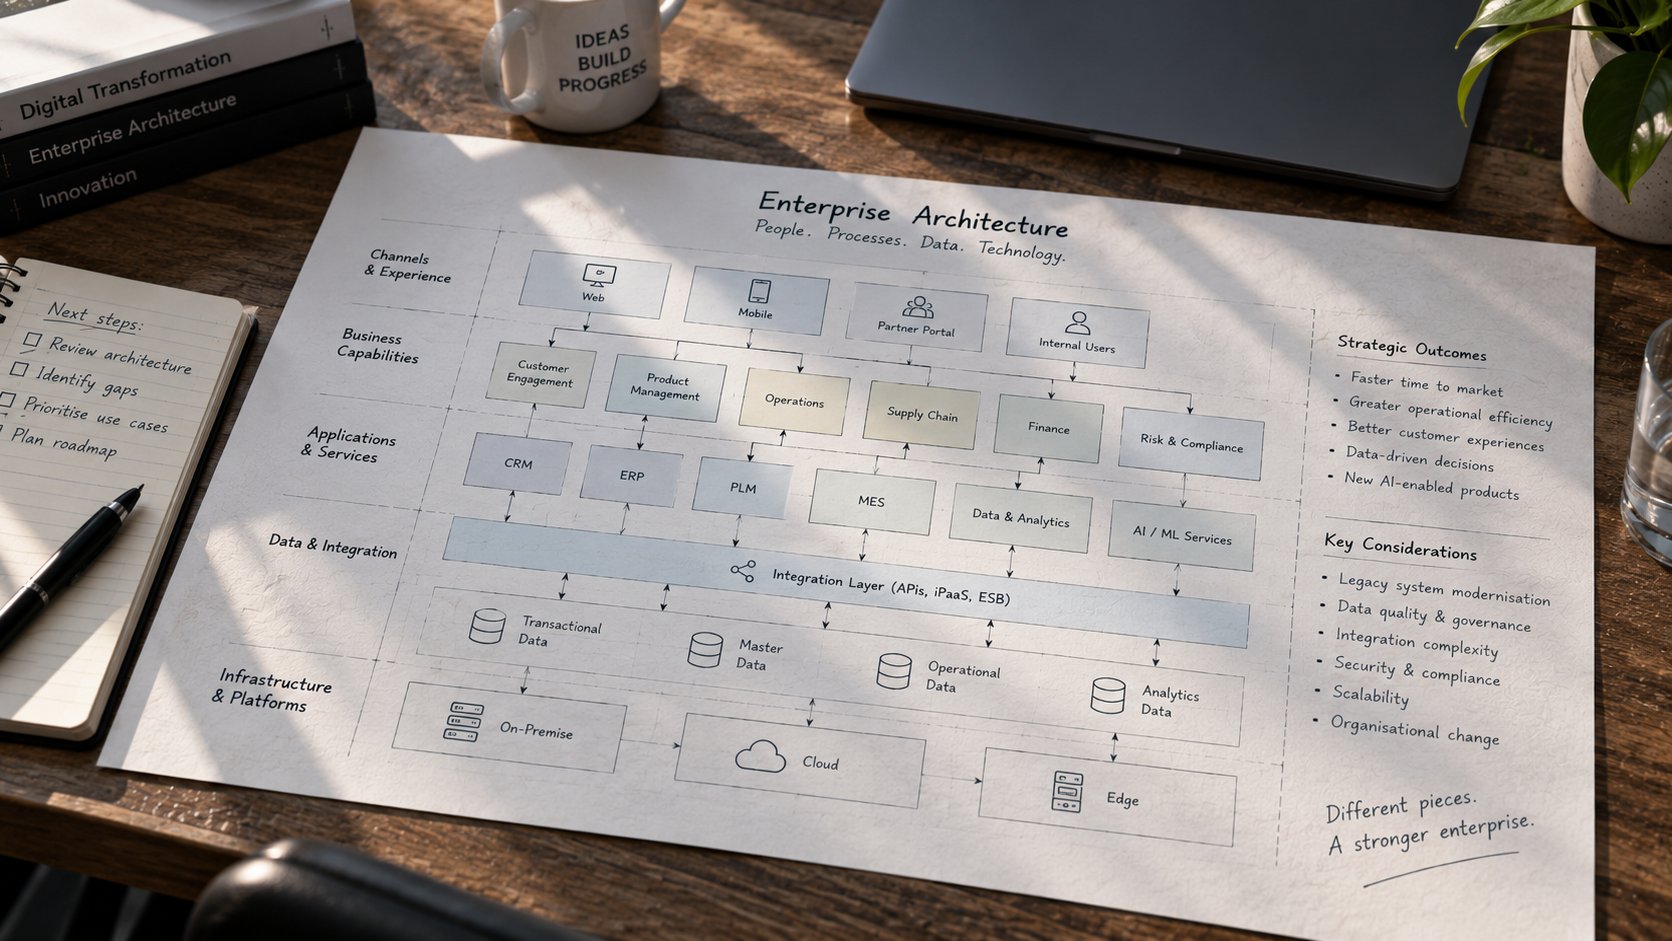 Digital Transformation
Enterprise Architecture
Innovation
IDEAS
BUILD
PROGRESS
Next steps:
Review architecture
Identify gaps
Prioritise use cases
Plan roadmap
Enterprise Architecture
People. Processes. Data. Technology.
Channels
& Experience
Web
Mobile
Partner Portal
Internal Users
Business
Capabilities
Customer
Engagement
Product
Management
Operations
Supply Chain
Finance
Risk & Compliance
Applications
& Services
CRM
ERP
PLM
MES
Data & Analytics
AI / ML Services
Data & Integration
Integration Layer (APIs, iPaaS, ESB)
Transactional
Data
Master
Data
Operational
Data
Analytics
Data
Infrastructure
& Platforms
On-Premise
Cloud
Edge
Strategic Outcomes
• Faster time to market
• Greater operational efficiency
• Better customer experiences
• Data-driven decisions
• New AI-enabled products
Key Considerations
• Legacy system modernisation
• Data quality & governance
• Integration complexity
• Security & compliance
• Scalability
• Organisational change
Different pieces.
A stronger enterprise.